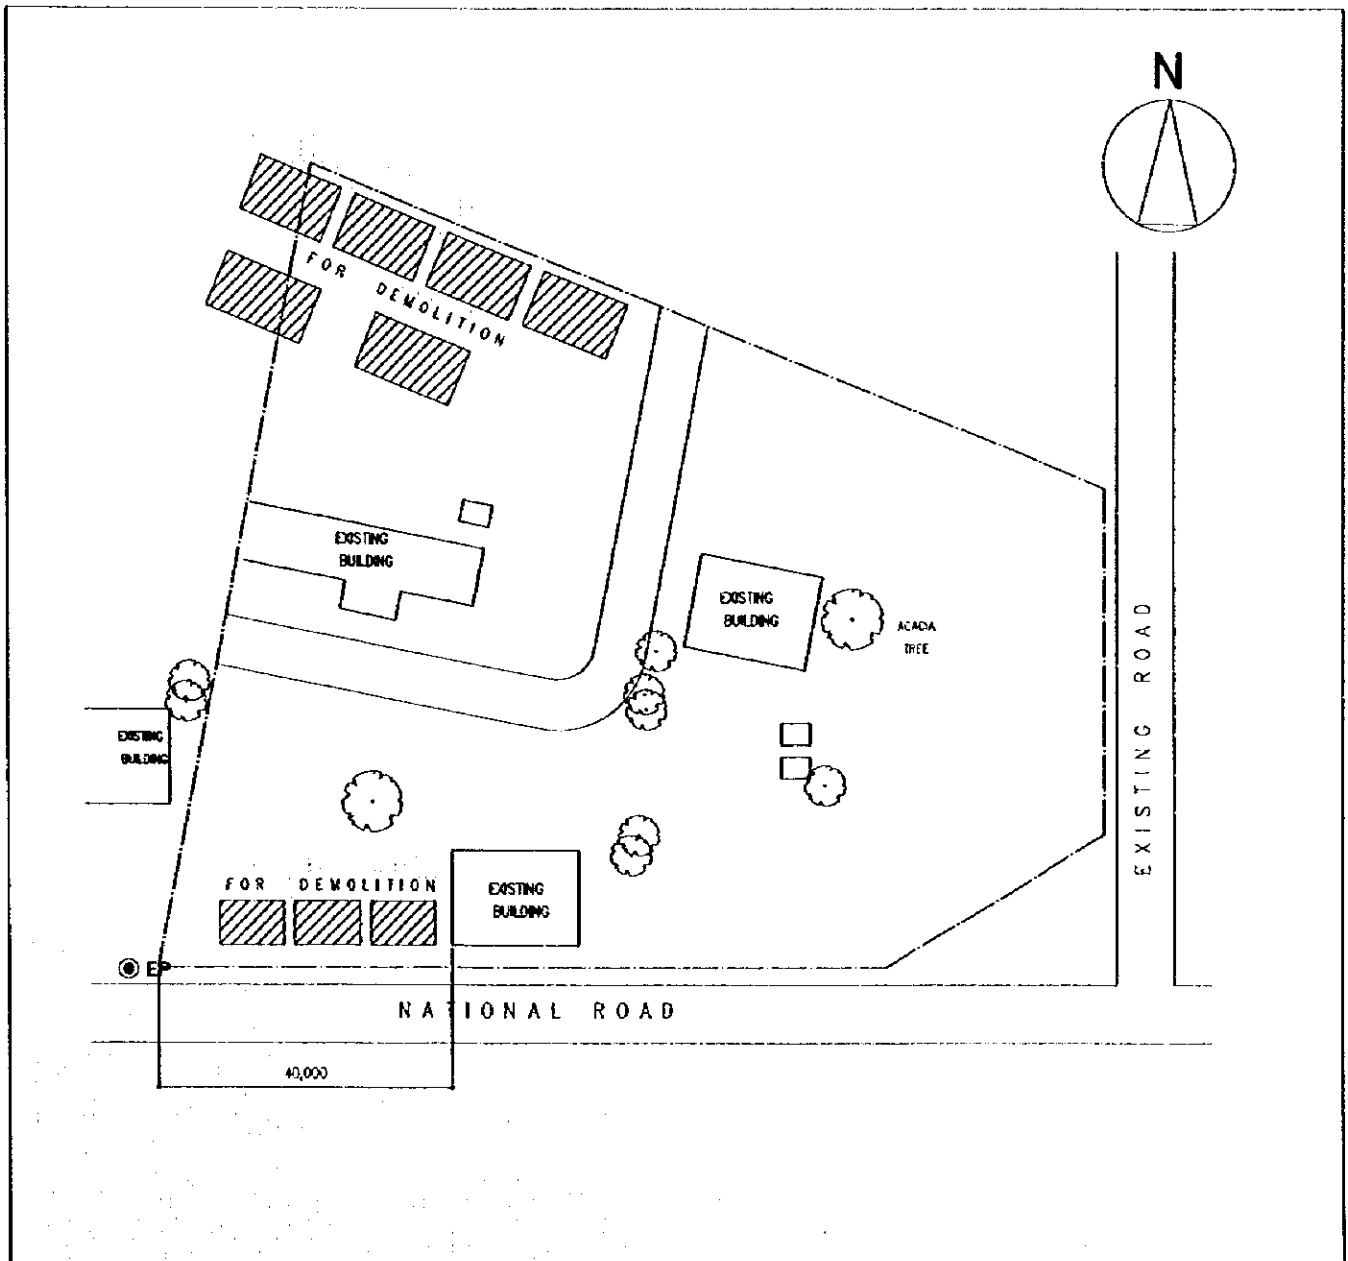 N
FOR DEMOLITION
EXISTING
BUILDING
EXISTING
BUILDING
ACACIA
TREE
EXISTING ROAD
EXISTING
BUILDING
FOR DEMOLITION
EXISTING
BUILDING
EP
NATIONAL ROAD
40,000